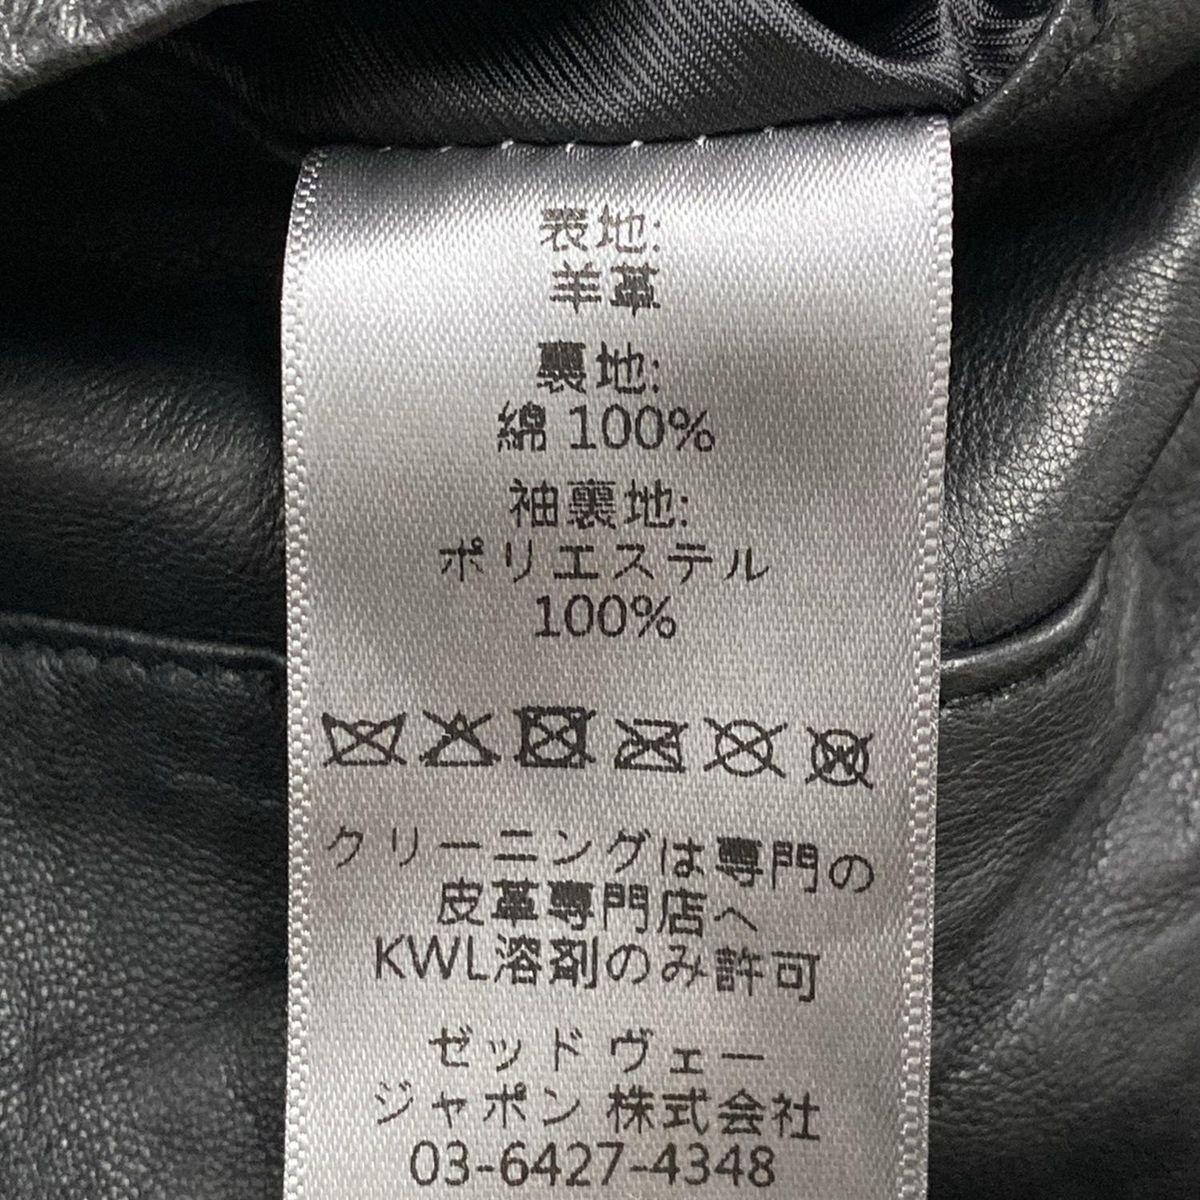 表地:
羊革
裏地:
綿 100%
袖裏地:
ポリエステル
100%
クリーニングは専門の
皮革専門店へ
KWL溶剤のみ許可
ゼッド ヴェー
ジャポン 株式会社
03-6427-4348